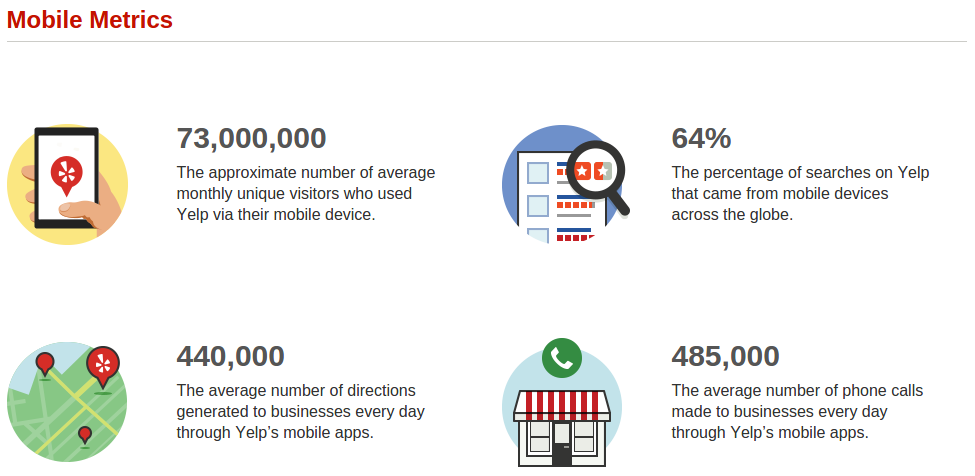 Mobile Metrics
73,000,000
The approximate number of average
monthly unique visitors who used
Yelp via their mobile device.
64%
The percentage of searches on Yelp
that came from mobile devices
across the globe.
440,000
The average number of directions
generated to businesses every day
through Yelp’s mobile apps.
485,000
The average number of phone calls
made to businesses every day
through Yelp’s mobile apps.